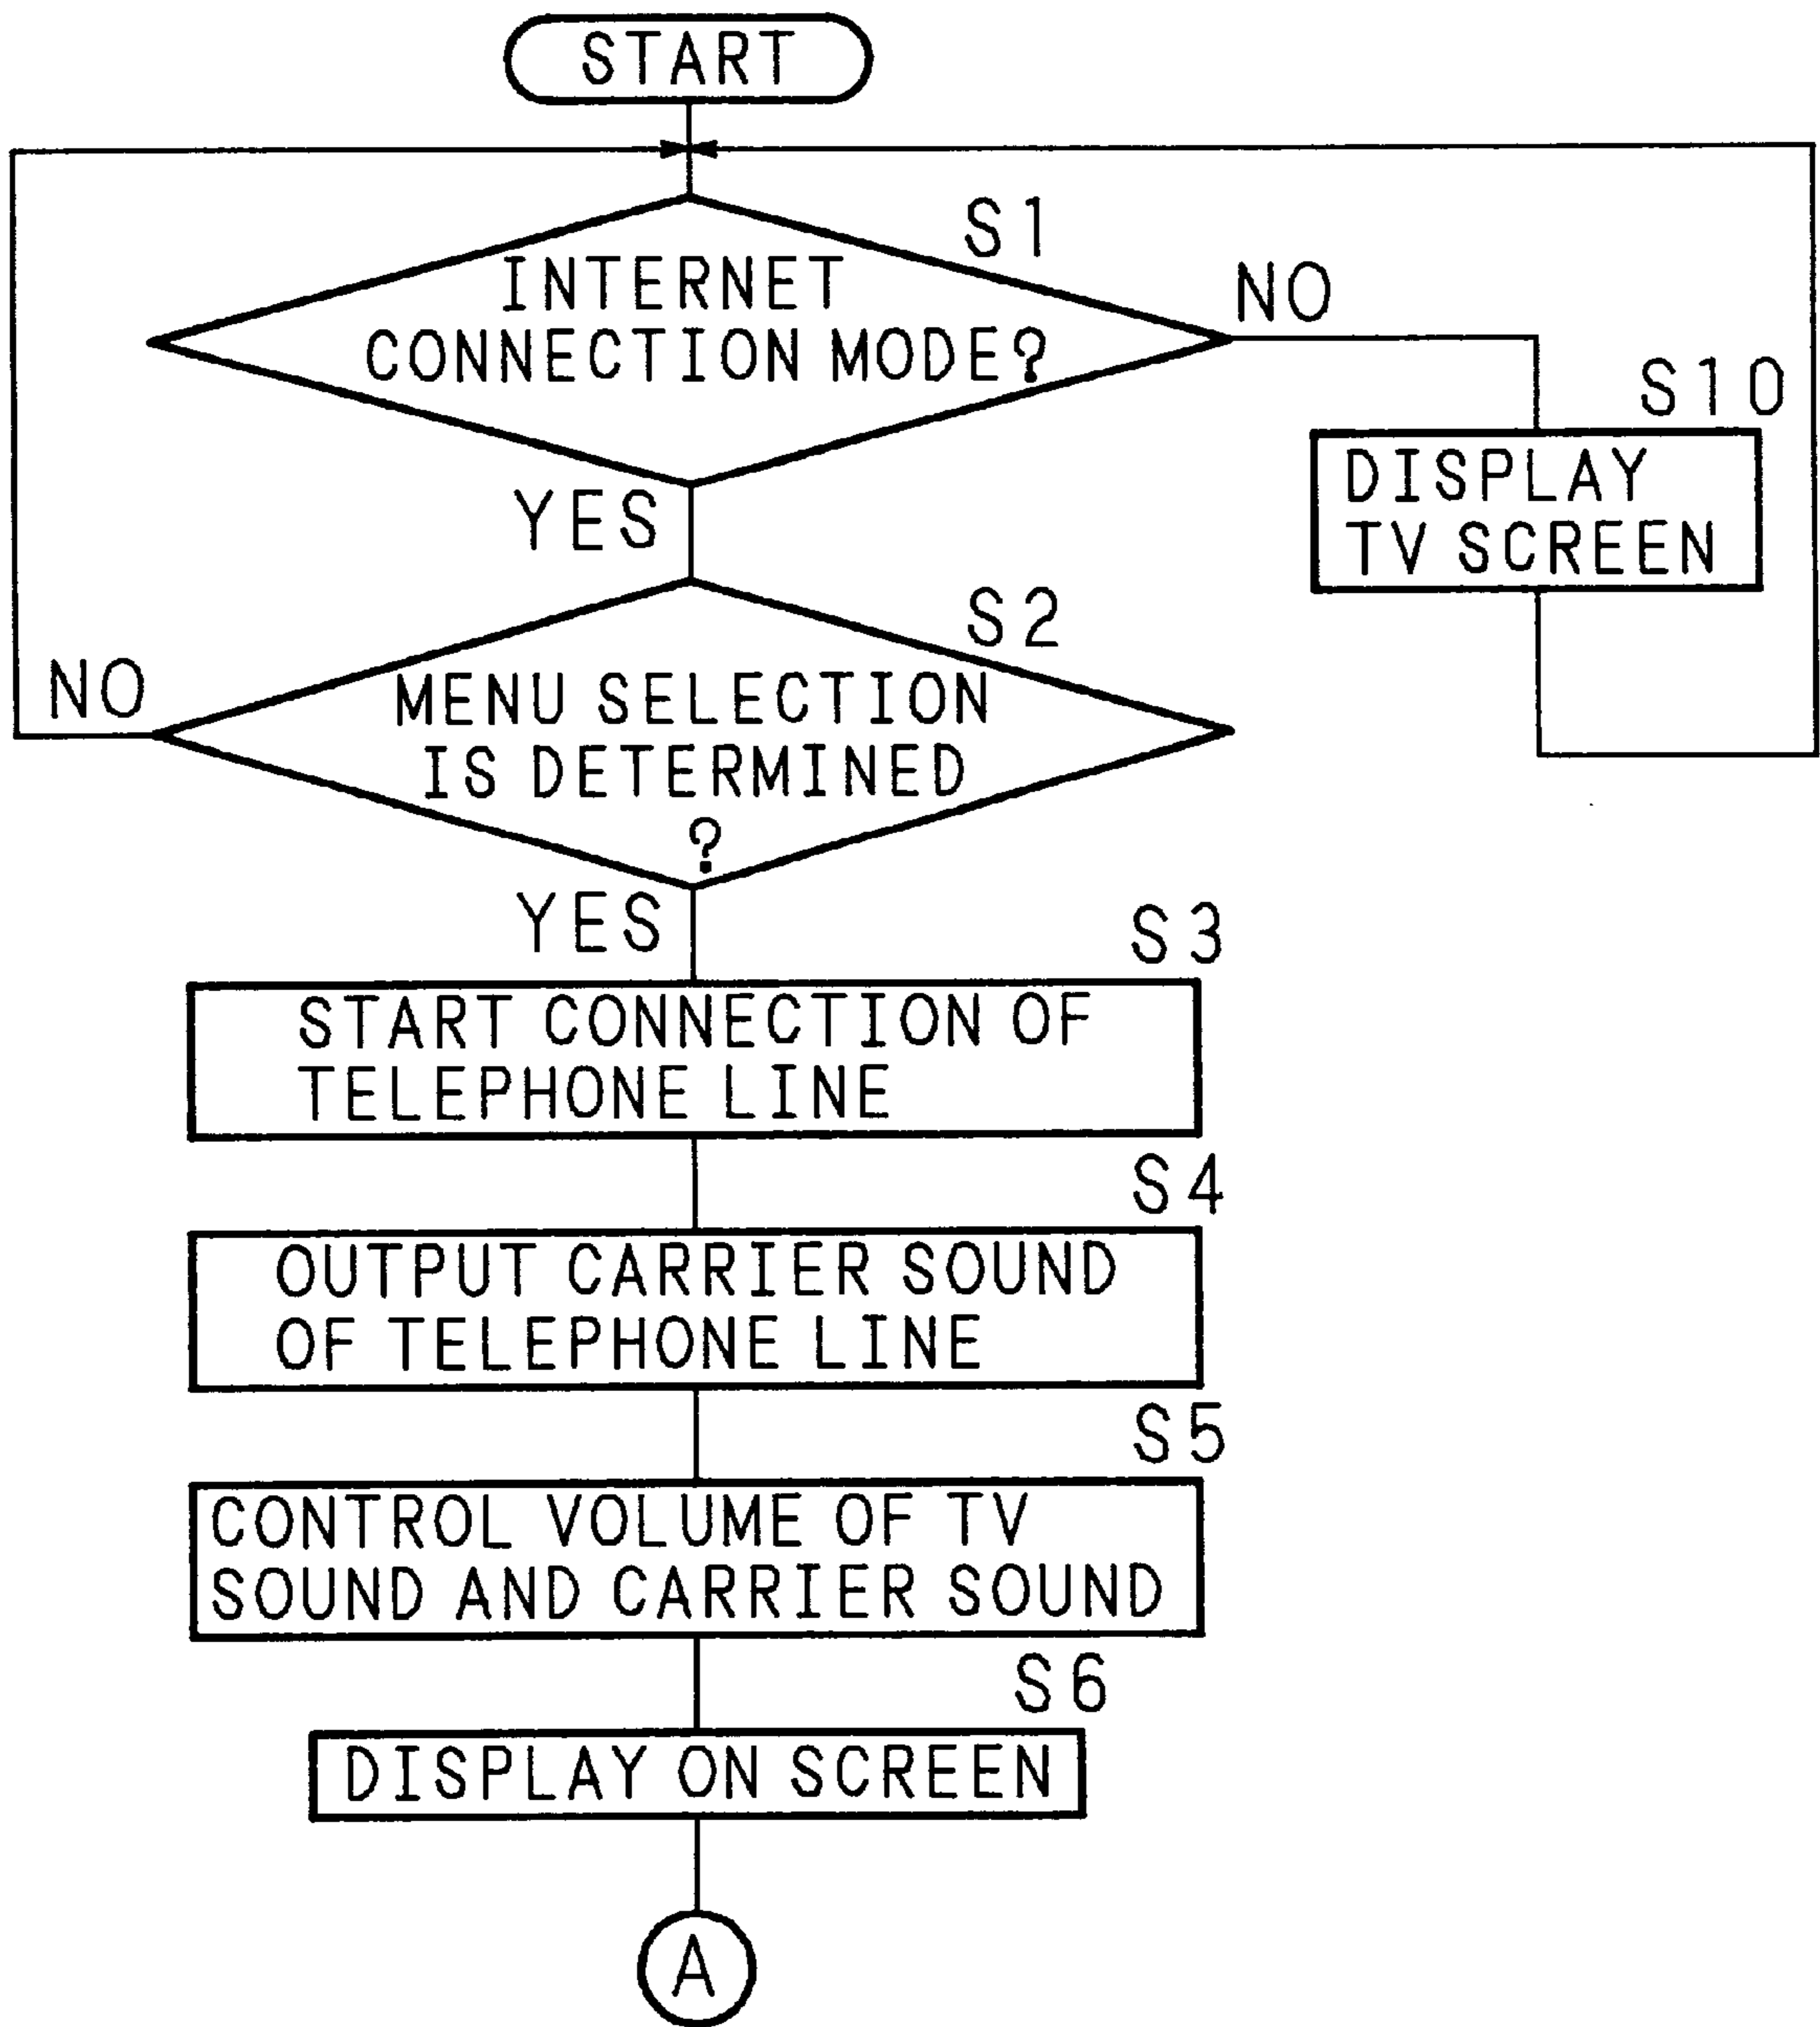 START
S1
INTERNET
CONNECTION MODE?
NO
S10
DISPLAY
TV SCREEN
YES
S2
NO
MENU SELECTION
IS DETERMINED
?
YES
S3
START CONNECTION OF
TELEPHONE LINE
S4
OUTPUT CARRIER SOUND
OF TELEPHONE LINE
S5
CONTROL VOLUME OF TV
SOUND AND CARRIER SOUND
S6
DISPLAY ON SCREEN
A